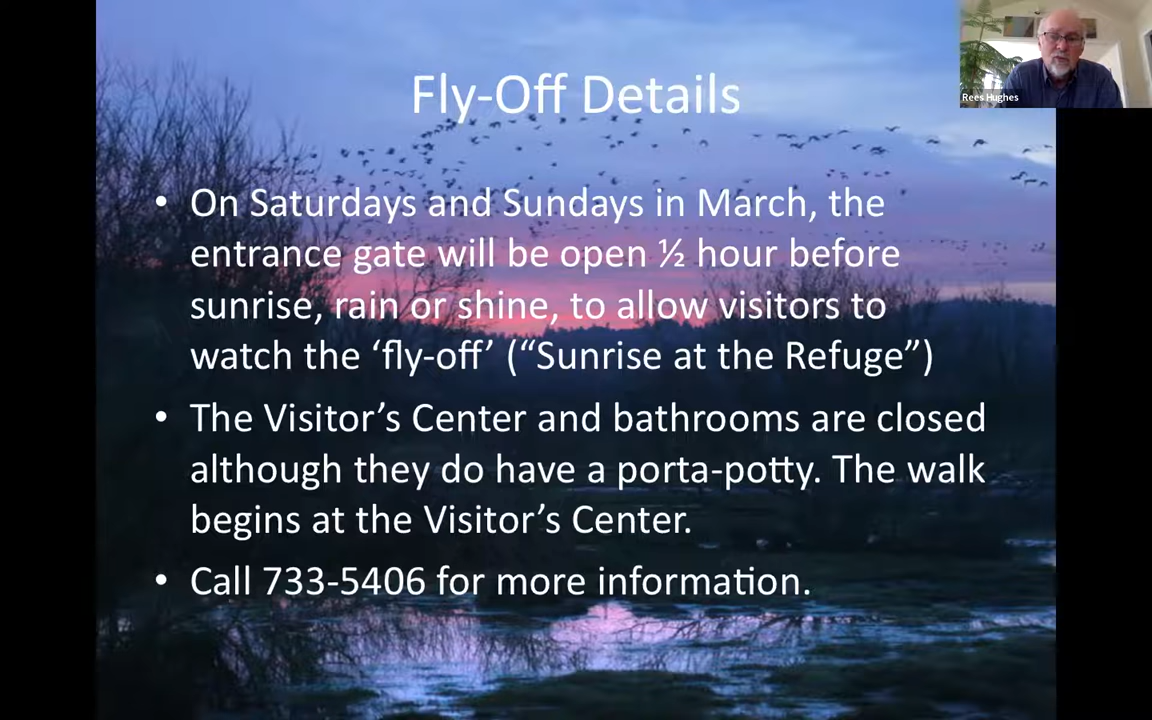 Fly-Off Details
Rees Hughes
• On Saturdays and Sundays in March, the
entrance gate will be open ½ hour before
sunrise, rain or shine, to allow visitors to
watch the ‘fly-off’ (“Sunrise at the Refuge”)
• The Visitor’s Center and bathrooms are closed
although they do have a porta-potty. The walk
begins at the Visitor’s Center.
• Call 733-5406 for more information.